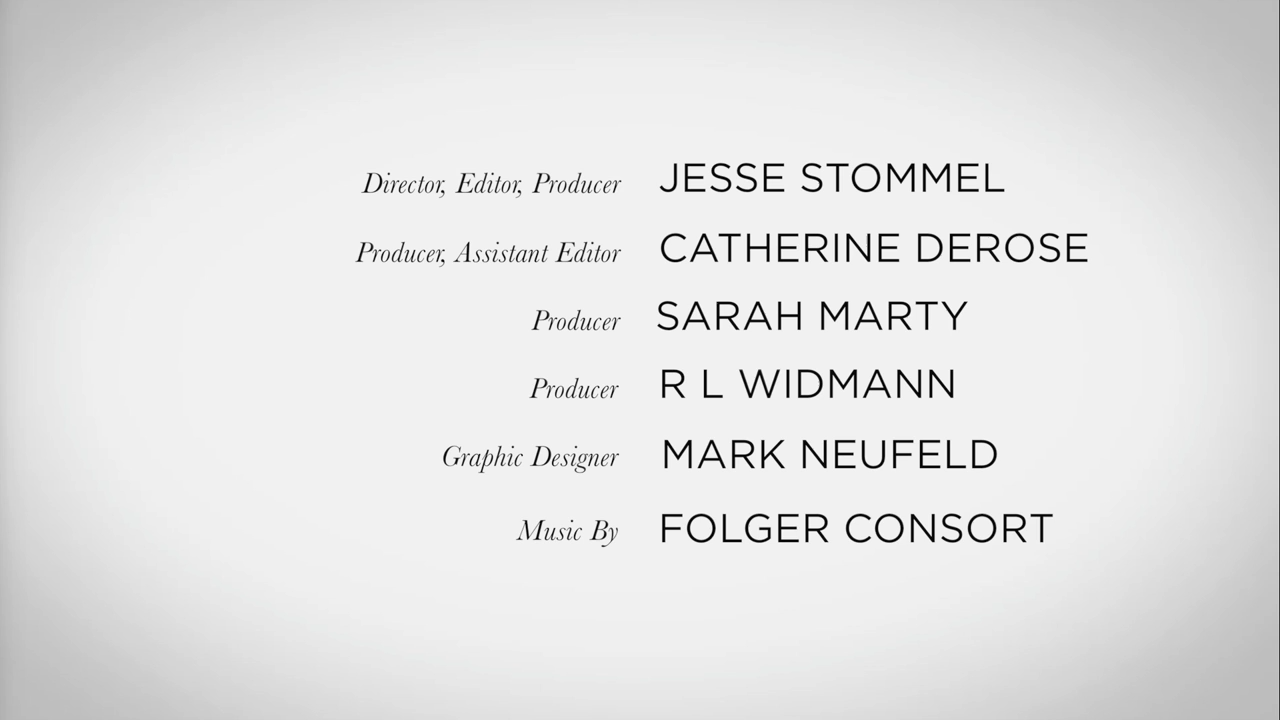 Director, Editor, Producer JESSE STOMMEL
Producer, Assistant Editor CATHERINE DEROSE
Producer SARAH MARTY
Producer R L WIDMANN
Graphic Designer MARK NEUFELD
Music By FOLGER CONSORT